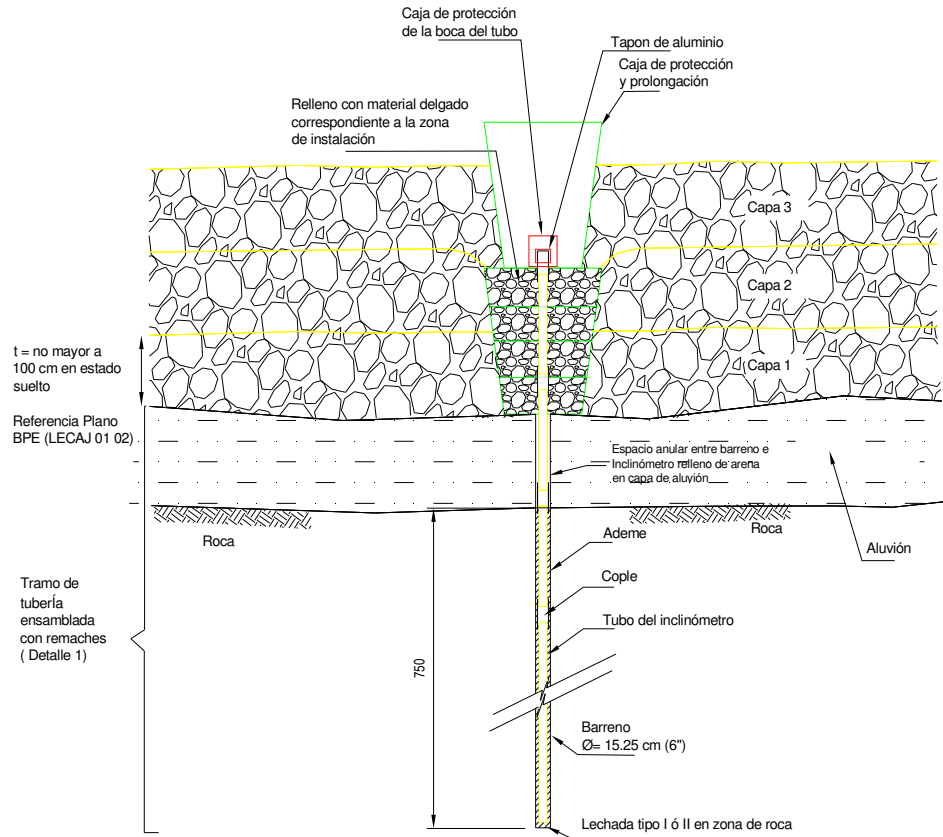 Caja de protección
de la boca del tubo
Tapon de aluminio
Caja de protección
y prolongación
Relleno con material delgado
correspondiente a la zona
de instalación
Capa 3
Capa 2
Capa 1
t = no mayor a
100 cm en estado
suelto
Referencia Plano
BPE (LECAJ 01 02)
Espacio anular entre barreno e
Inclinómetro relleno de arena
en capa de aluvión
Roca
Roca
Aluvión
Ademe
Cople
Tubo del inclinómetro
Tramo de
tubería
ensamblada
con remaches
( Detalle 1)
750
Barreno
Ø= 15.25 cm (6")
Lechada tipo I ó II en zona de roca